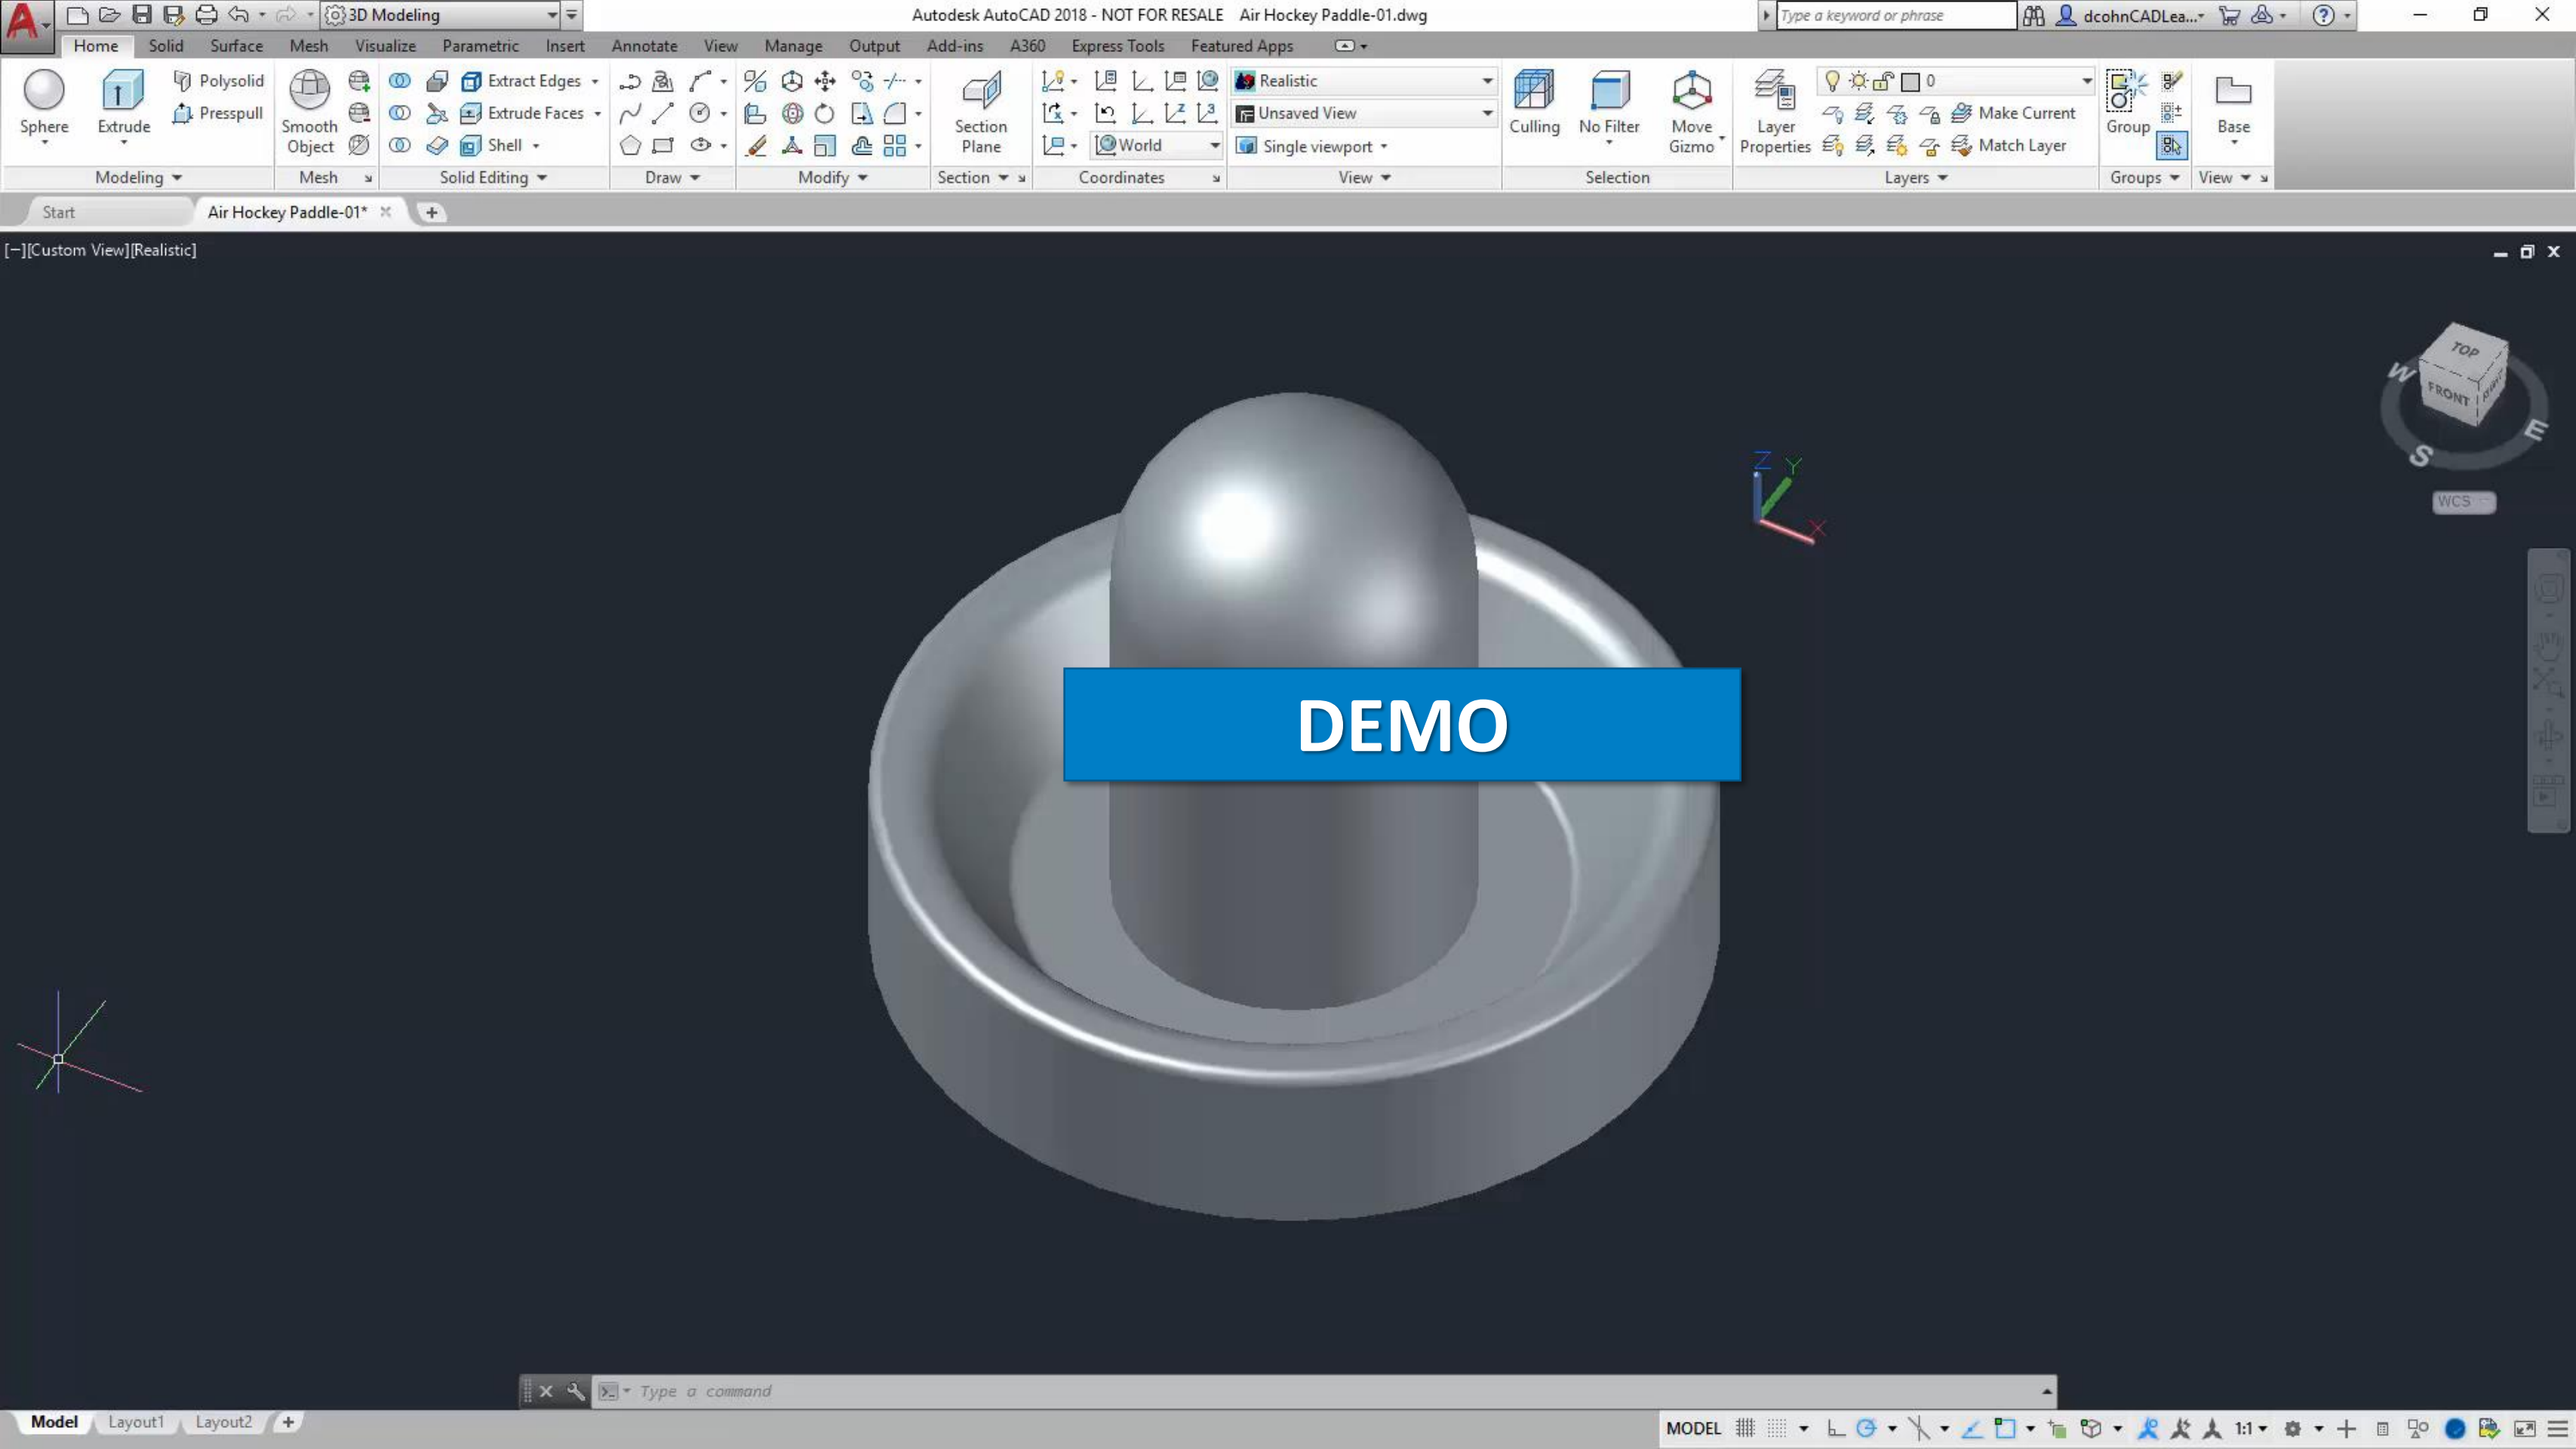 3D Modeling
Autodesk AutoCAD 2018 - NOT FOR RESALE Air Hockey Paddle-01.dwg
Type a keyword or phrase
dcohnCADLea...
Home Solid Surface Mesh Visualize Parametric Insert Annotate View Manage Output Add-ins A360 Express Tools Featured Apps
Sphere
Extrude
Polysolid
Presspull
Smooth
Object
Extract Edges
Extrude Faces
Shell
Section
Plane
World
Realistic
Unsaved View
Single viewport
Culling
No Filter
Move
Gizmo
Layer
Properties
0
Make Current
Match Layer
Group
Base
Modeling Mesh Solid Editing Draw Modify Section Coordinates View Selection Layers Groups View
Start Air Hockey Paddle-01*
[−][Custom View][Realistic]
TOP
W
FRONT
E
S
WCS
Z Y
X
DEMO
Type a command
Model Layout1 Layout2
MODEL
1:1